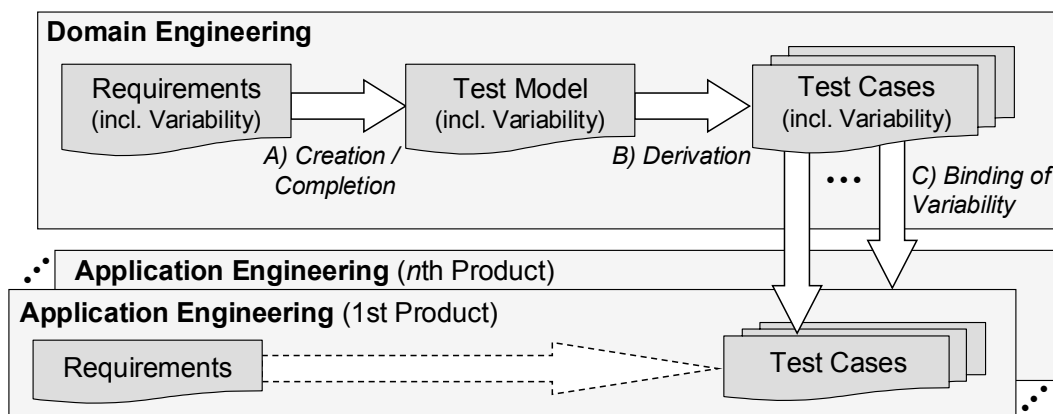 Domain Engineering
Requirements
(incl. Variability)
Test Model
(incl. Variability)
Test Cases
(incl. Variability)
A) Creation /
Completion
B) Derivation
C) Binding of
Variability
Application Engineering (nth Product)
Application Engineering (1st Product)
Requirements
Test Cases